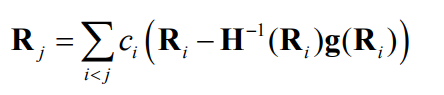 R_j = ∑_{i<j} c_i (R_i − H⁻¹(R_i)g(R_i))